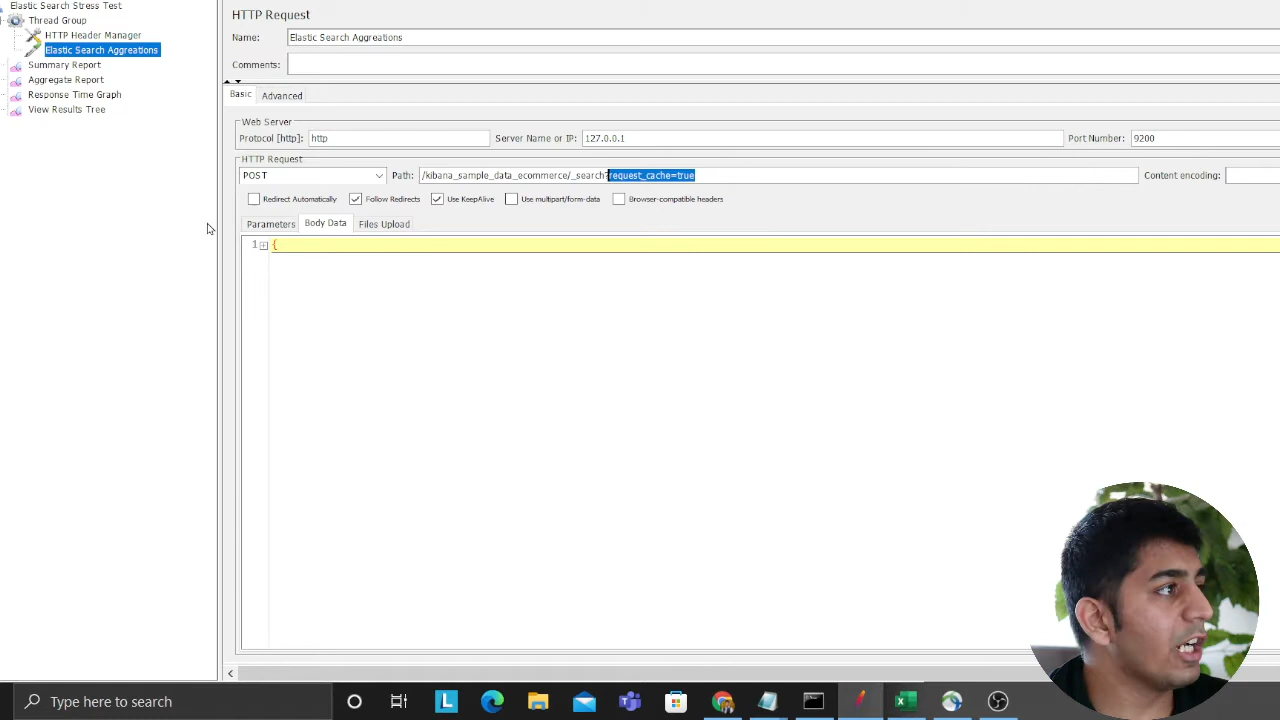 Elastic Search Stress Test
Thread Group
HTTP Header Manager
Elastic Search Aggreations
Summary Report
Aggregate Report
Response Time Graph
View Results Tree
HTTP Request
Name: Elastic Search Aggreations
Comments:
Basic Advanced
Web Server
Protocol [http]: http Server Name or IP: 127.0.0.1 Port Number: 9200
HTTP Request
POST Path: /kibana_sample_data_ecommerce/_search?request_cache=true Content encoding:
Redirect Automatically Follow Redirects Use KeepAlive Use multipart/form-data Browser-compatible headers
Parameters Body Data Files Upload
1 {
Type here to search